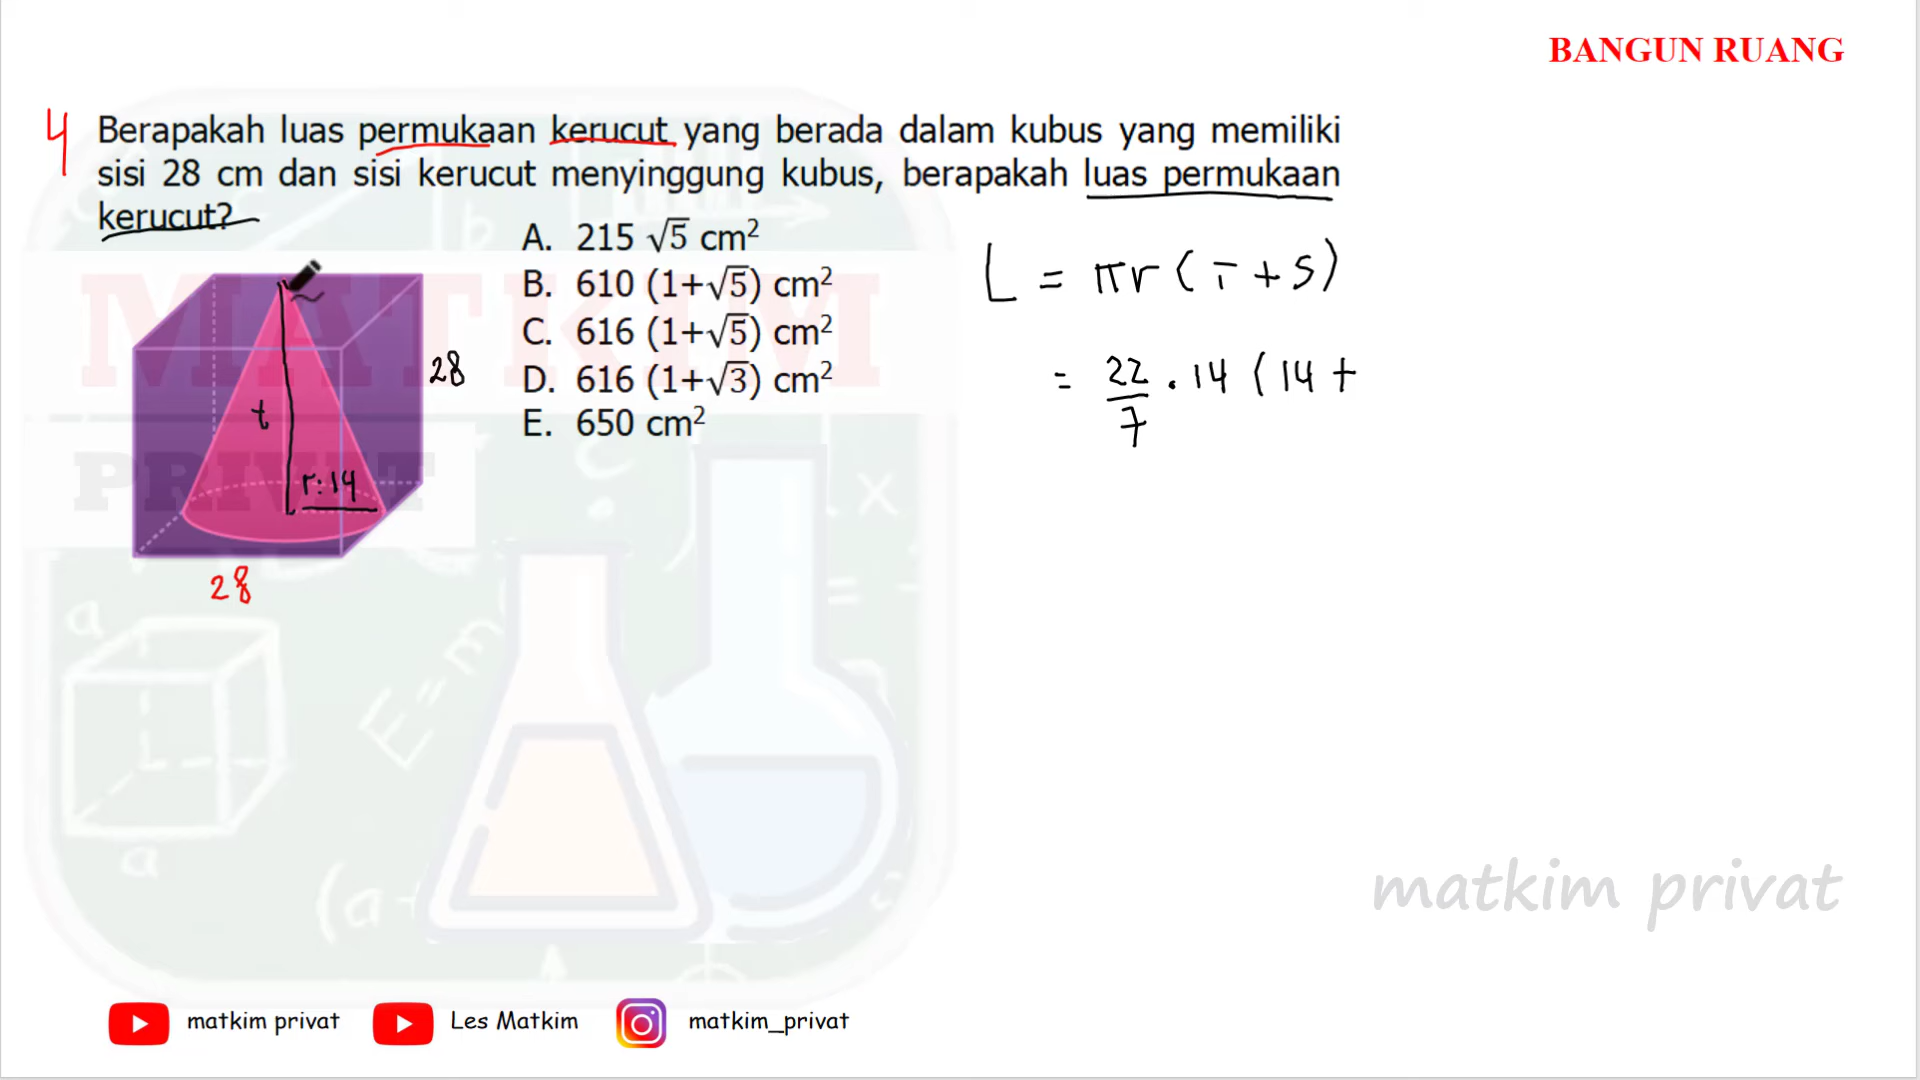 BANGUN RUANG
4
Berapakah luas permukaan kerucut yang berada dalam kubus yang memiliki
sisi 28 cm dan sisi kerucut menyinggung kubus, berapakah luas permukaan
kerucut?
A. 215 √5 cm²
B. 610 (1+√5) cm²
C. 616 (1+√5) cm²
D. 616 (1+√3) cm²
E. 650 cm²
L = πr (r + s)
= 22/7 . 14 ( 14 +
28
t
r: 14
28
MATKIM
PRIVAT
b
C
x
=
E=m
a
a
(a+
matkim privat
matkim privat
Les Matkim
matkim_privat